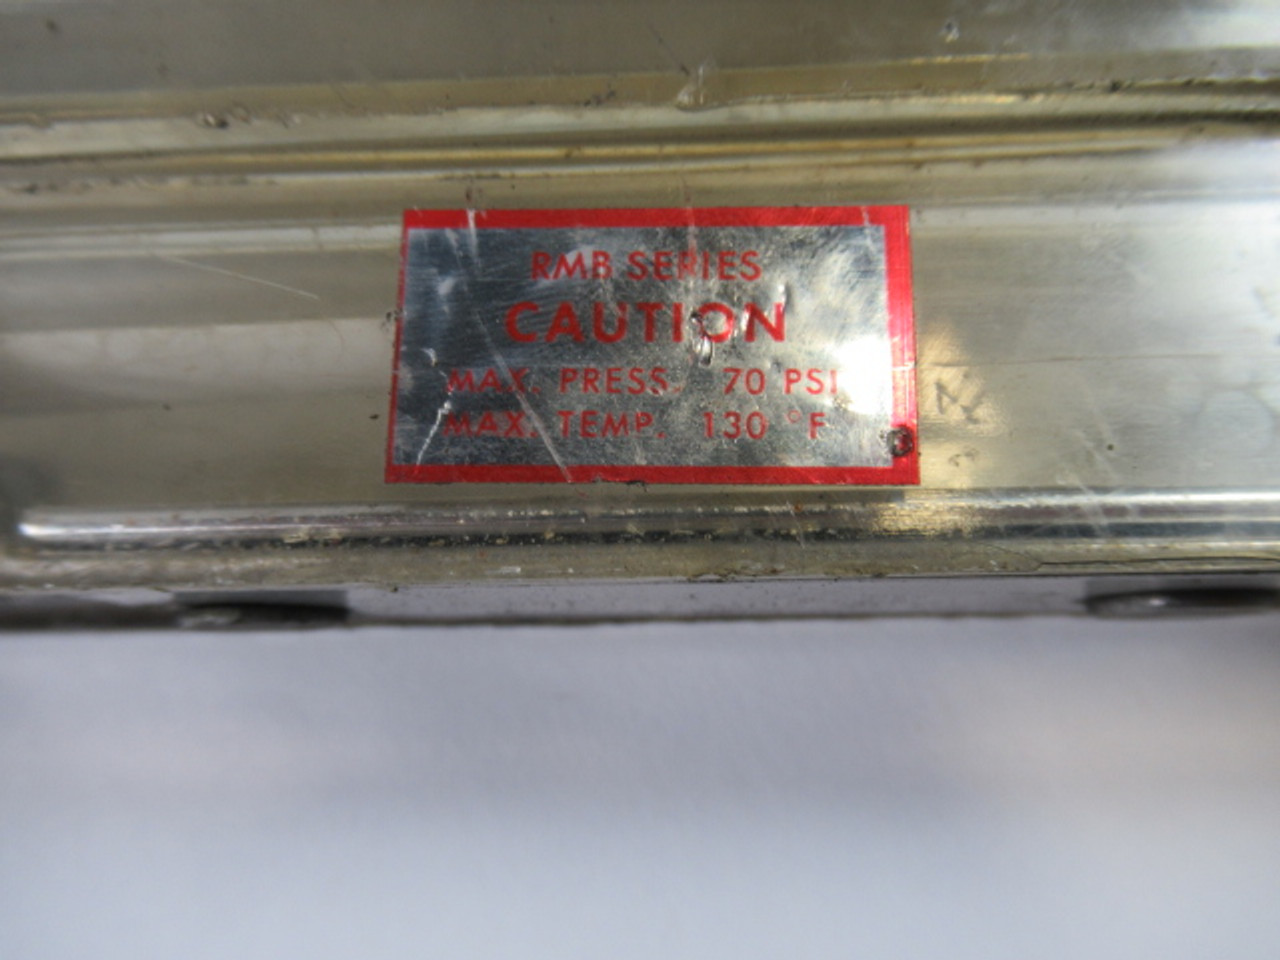 RMB SERIES
CAUTION
MAX. PRESS. 70 PSI
MAX. TEMP. 130 °F